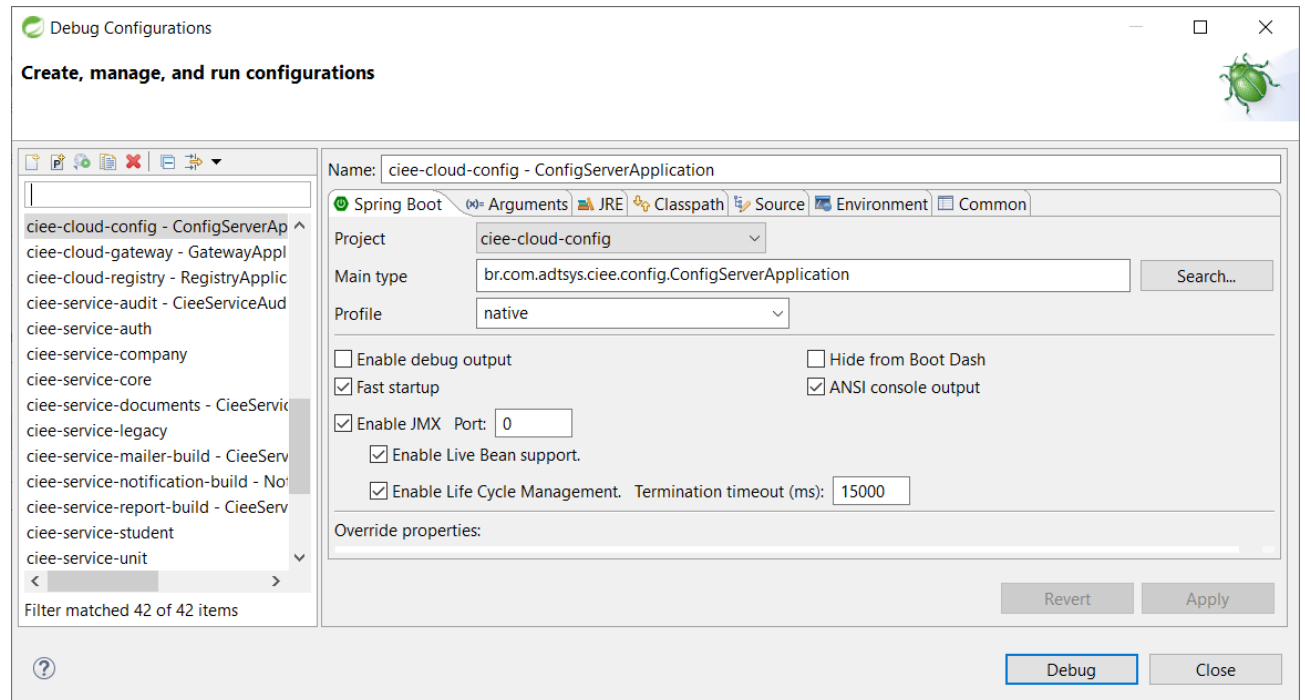 Debug Configurations
Create, manage, and run configurations
Name: ciee-cloud-config - ConfigServerApplication
Spring Boot (x)= Arguments JRE Classpath Source Environment Common
ciee-cloud-config - ConfigServerAp
ciee-cloud-gateway - GatewayAppl
ciee-cloud-registry - RegistryApplic
ciee-service-audit - CieeServiceAud
ciee-service-auth
ciee-service-company
ciee-service-core
ciee-service-documents - CieeServic
ciee-service-legacy
ciee-service-mailer-build - CieeServ
ciee-service-notification-build - Not
ciee-service-report-build - CieeServ
ciee-service-student
ciee-service-unit
Filter matched 42 of 42 items
Project ciee-cloud-config
Main type br.com.adtsys.ciee.config.ConfigServerApplication Search...
Profile native
Enable debug output Hide from Boot Dash
Fast startup ANSI console output
Enable JMX Port: 0
Enable Live Bean support.
Enable Life Cycle Management. Termination timeout (ms): 15000
Override properties:
Revert Apply
Debug Close